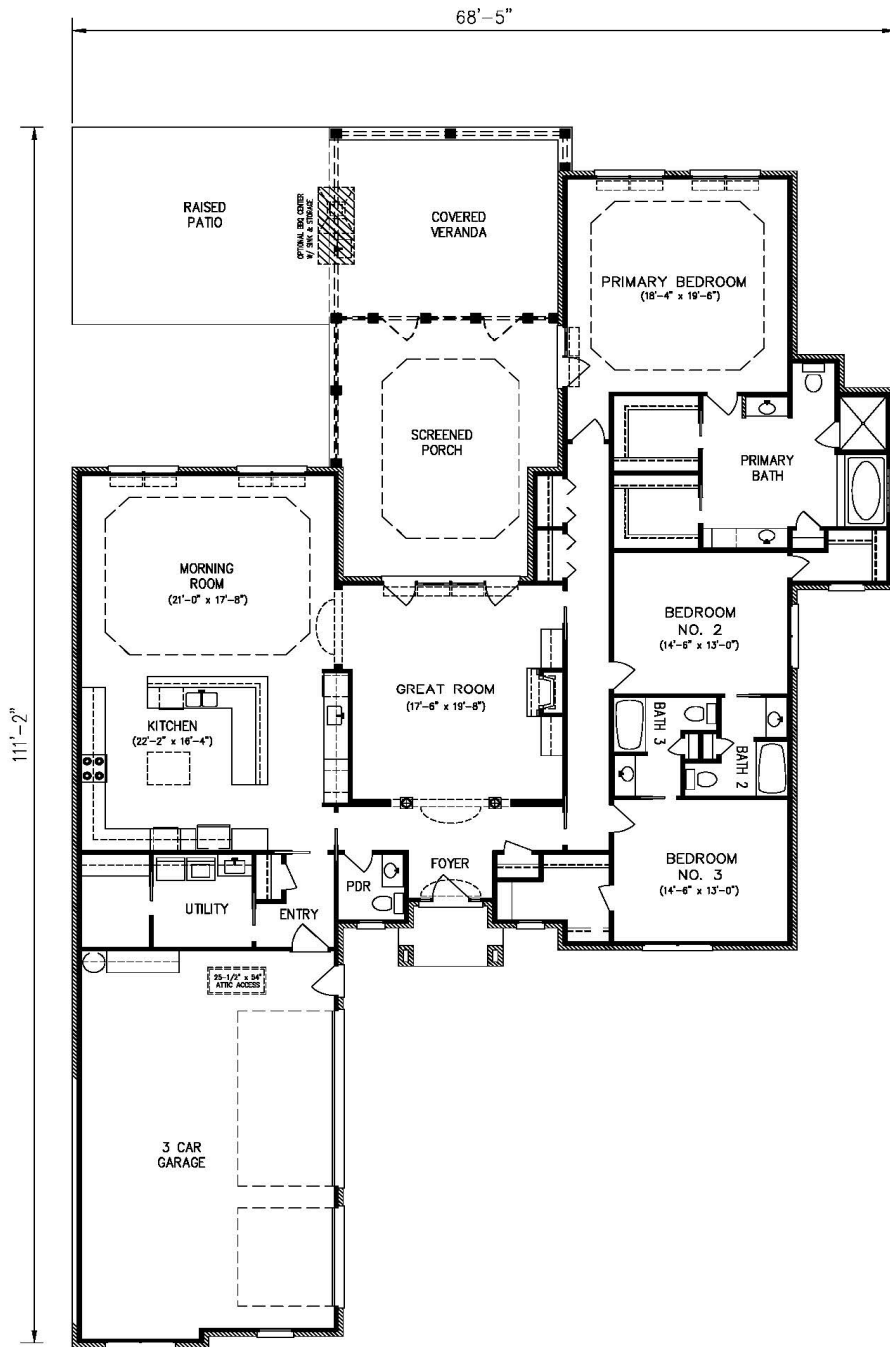 68'-5"
111'-2"
RAISED
PATIO
OPTIONAL BBQ CENTER
W/ SINK & STORAGE
COVERED
VERANDA
PRIMARY BEDROOM
(18'-4" x 19'-6")
SCREENED
PORCH
PRIMARY
BATH
MORNING
ROOM
(21'-0" x 17'-8")
BEDROOM
NO. 2
(14'-6" x 13'-0")
GREAT ROOM
(17'-6" x 19'-8")
KITCHEN
(22'-2" x 16'-4")
BATH 3
BATH 2
BEDROOM
NO. 3
(14'-6" x 13'-0")
FOYER
PDR
UTILITY
ENTRY
25-1/2" x 54"
ATTIC ACCESS
3 CAR
GARAGE